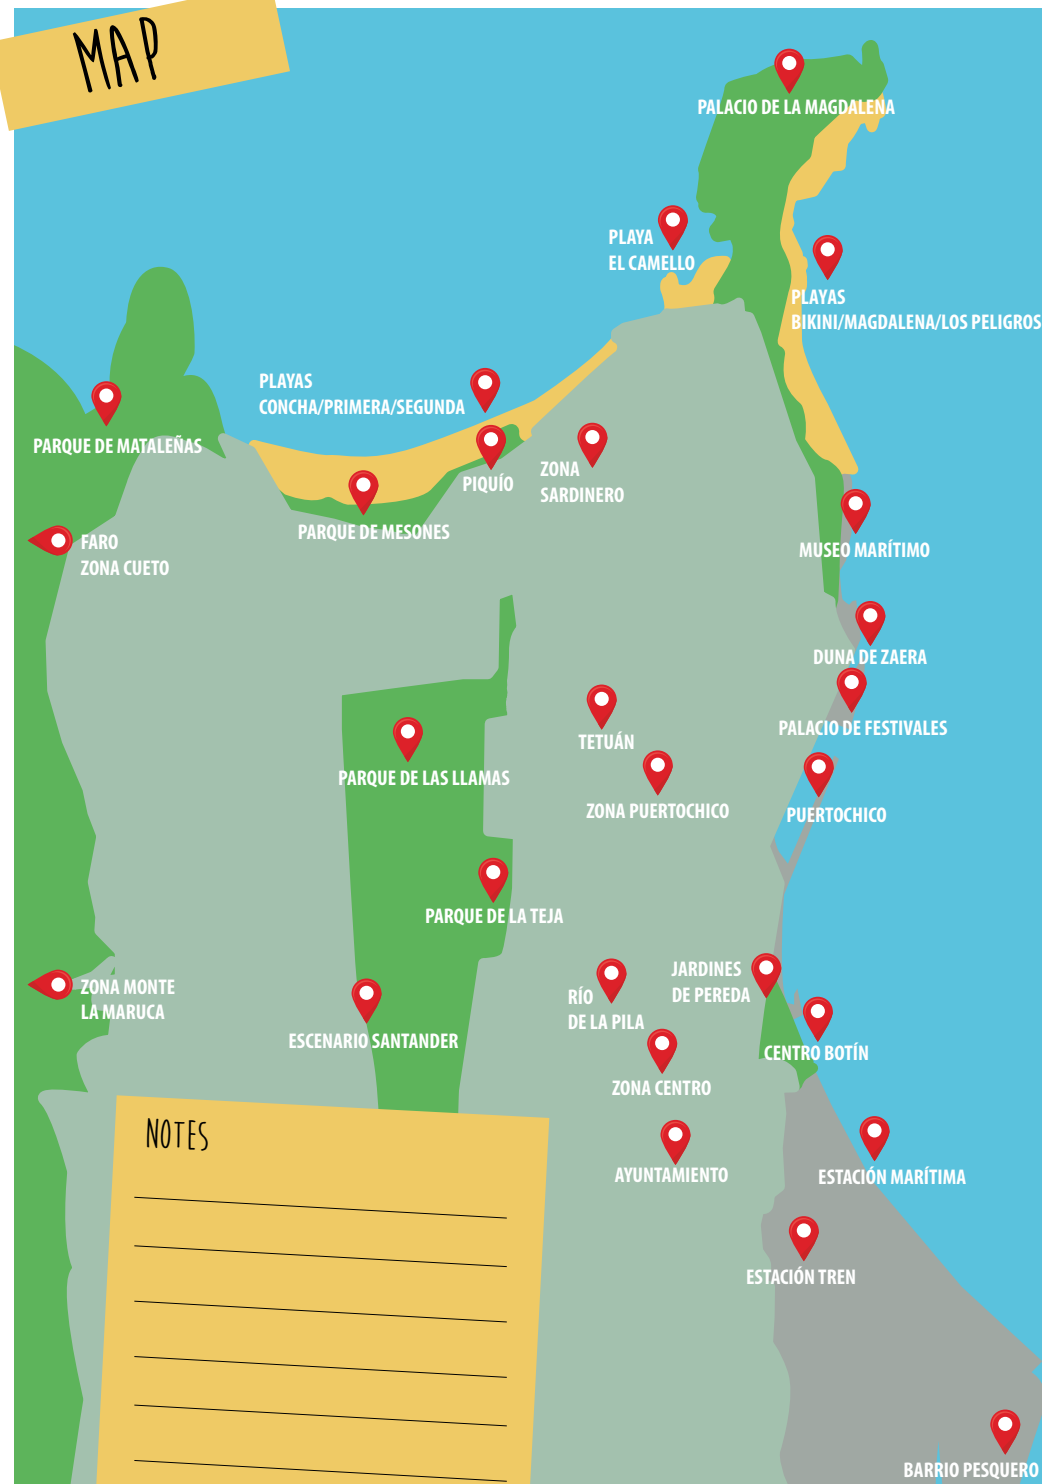 MAP
PALACIO DE LA MAGDALENA
PLAYA
EL CAMELLO
PLAYAS
BIKINI/MAGDALENA/LOS PELIGROS
PLAYAS
CONCHA/PRIMERA/SEGUNDA
PARQUE DE MATALEÑAS
PIQUÍO
ZONA
SARDINERO
PARQUE DE MESONES
FARO
ZONA CUETO
MUSEO MARÍTIMO
DUNA DE ZAERA
PALACIO DE FESTIVALES
TETUÁN
PARQUE DE LAS LLAMAS
ZONA PUERTOCHICO
PUERTOCHICO
PARQUE DE LA TEJA
JARDINES
DE PEREDA
ZONA MONTE
LA MARUCA
RÍO
DE LA PILA
ESCENARIO SANTANDER
CENTRO BOTÍN
ZONA CENTRO
NOTES
AYUNTAMIENTO
ESTACIÓN MARÍTIMA
ESTACIÓN TREN
BARRIO PESQUERO